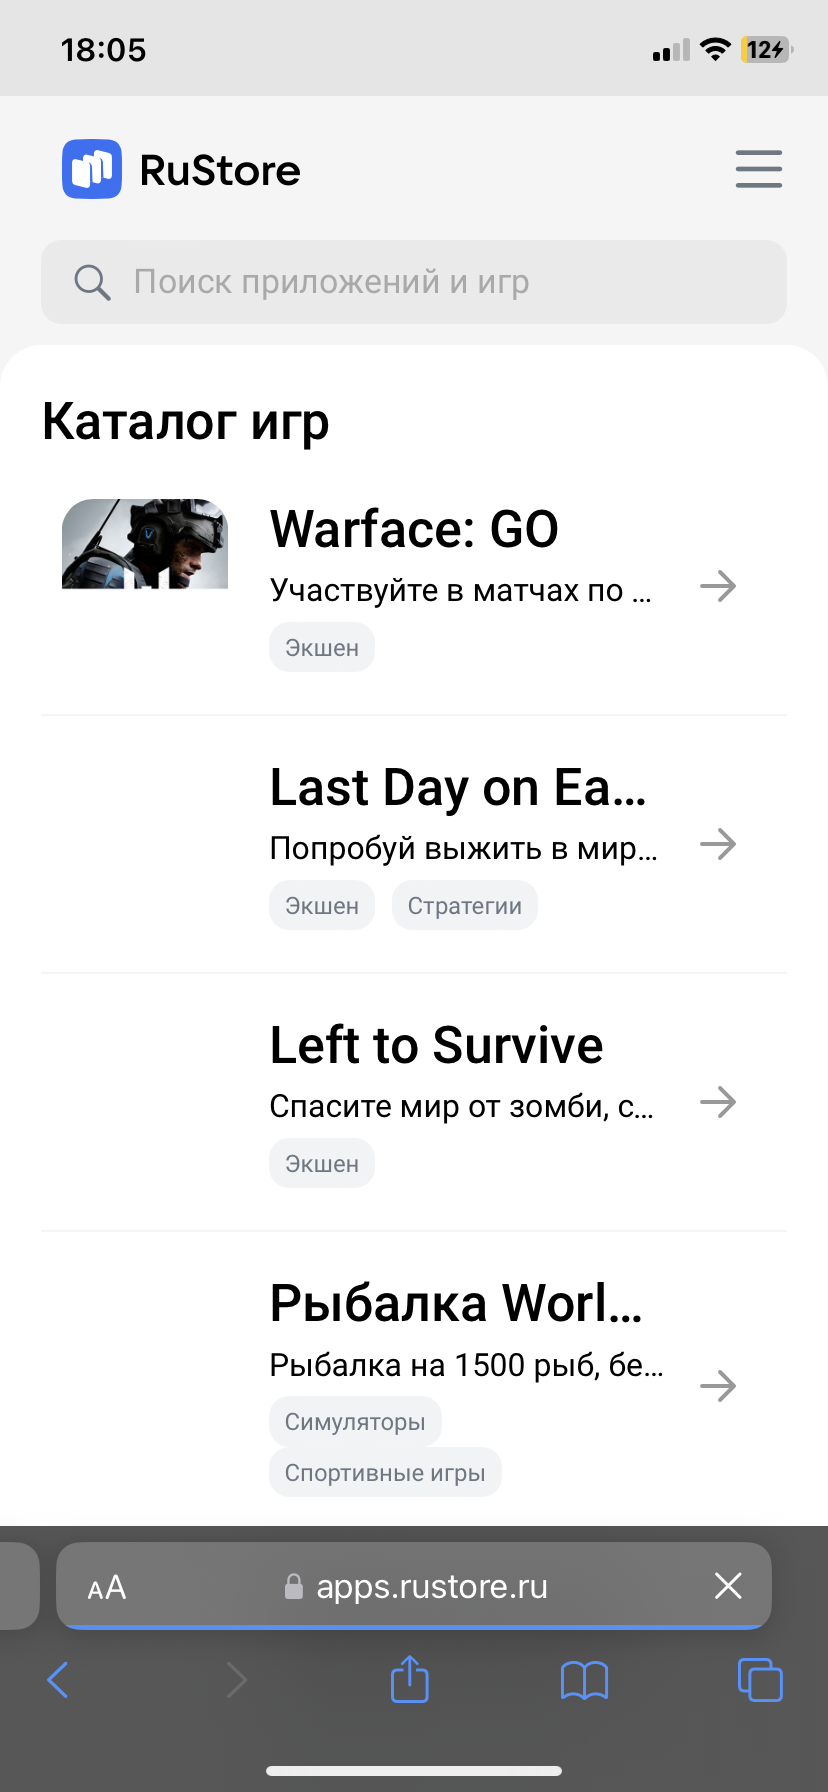 18:05
12
RuStore
Поиск приложений и игр
Каталог игр
Warface: GO
Участвуйте в матчах по ...
Экшен
Last Day on Ea...
Попробуй выжить в мир...
Экшен Стратегии
Left to Survive
Спасите мир от зомби, с...
Экшен
Рыбалка Worl...
Рыбалка на 1500 рыб, бе...
Симуляторы
Спортивные игры
AA apps.rustore.ru